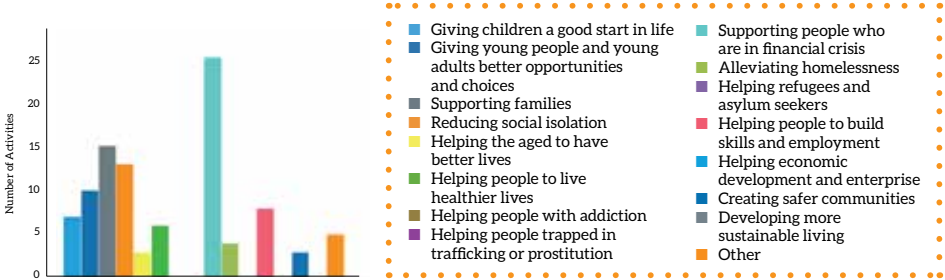 25
20
15
10
5
0
Number of Activities
Giving children a good start in life
Giving young people and young
adults better opportunities
and choices
Supporting families
Reducing social isolation
Helping the aged to have
better lives
Helping people to live
healthier lives
Helping people with addiction
Helping people trapped in
trafficking or prostitution
Supporting people who
are in financial crisis
Alleviating homelessness
Helping refugees and
asylum seekers
Helping people to build
skills and employment
Helping economic
development and enterprise
Creating safer communities
Developing more
sustainable living
Other